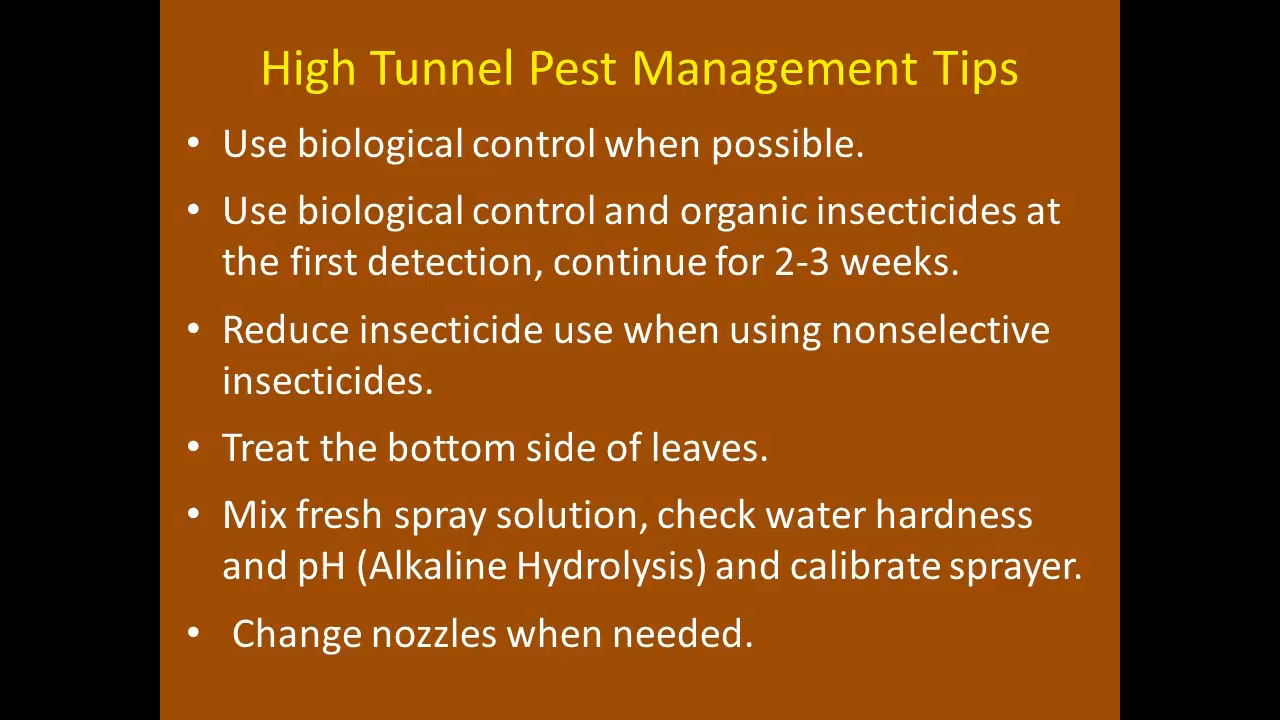 High Tunnel Pest Management Tips
• Use biological control when possible.
• Use biological control and organic insecticides at
the first detection, continue for 2-3 weeks.
• Reduce insecticide use when using nonselective
insecticides.
• Treat the bottom side of leaves.
• Mix fresh spray solution, check water hardness
and pH (Alkaline Hydrolysis) and calibrate sprayer.
• Change nozzles when needed.